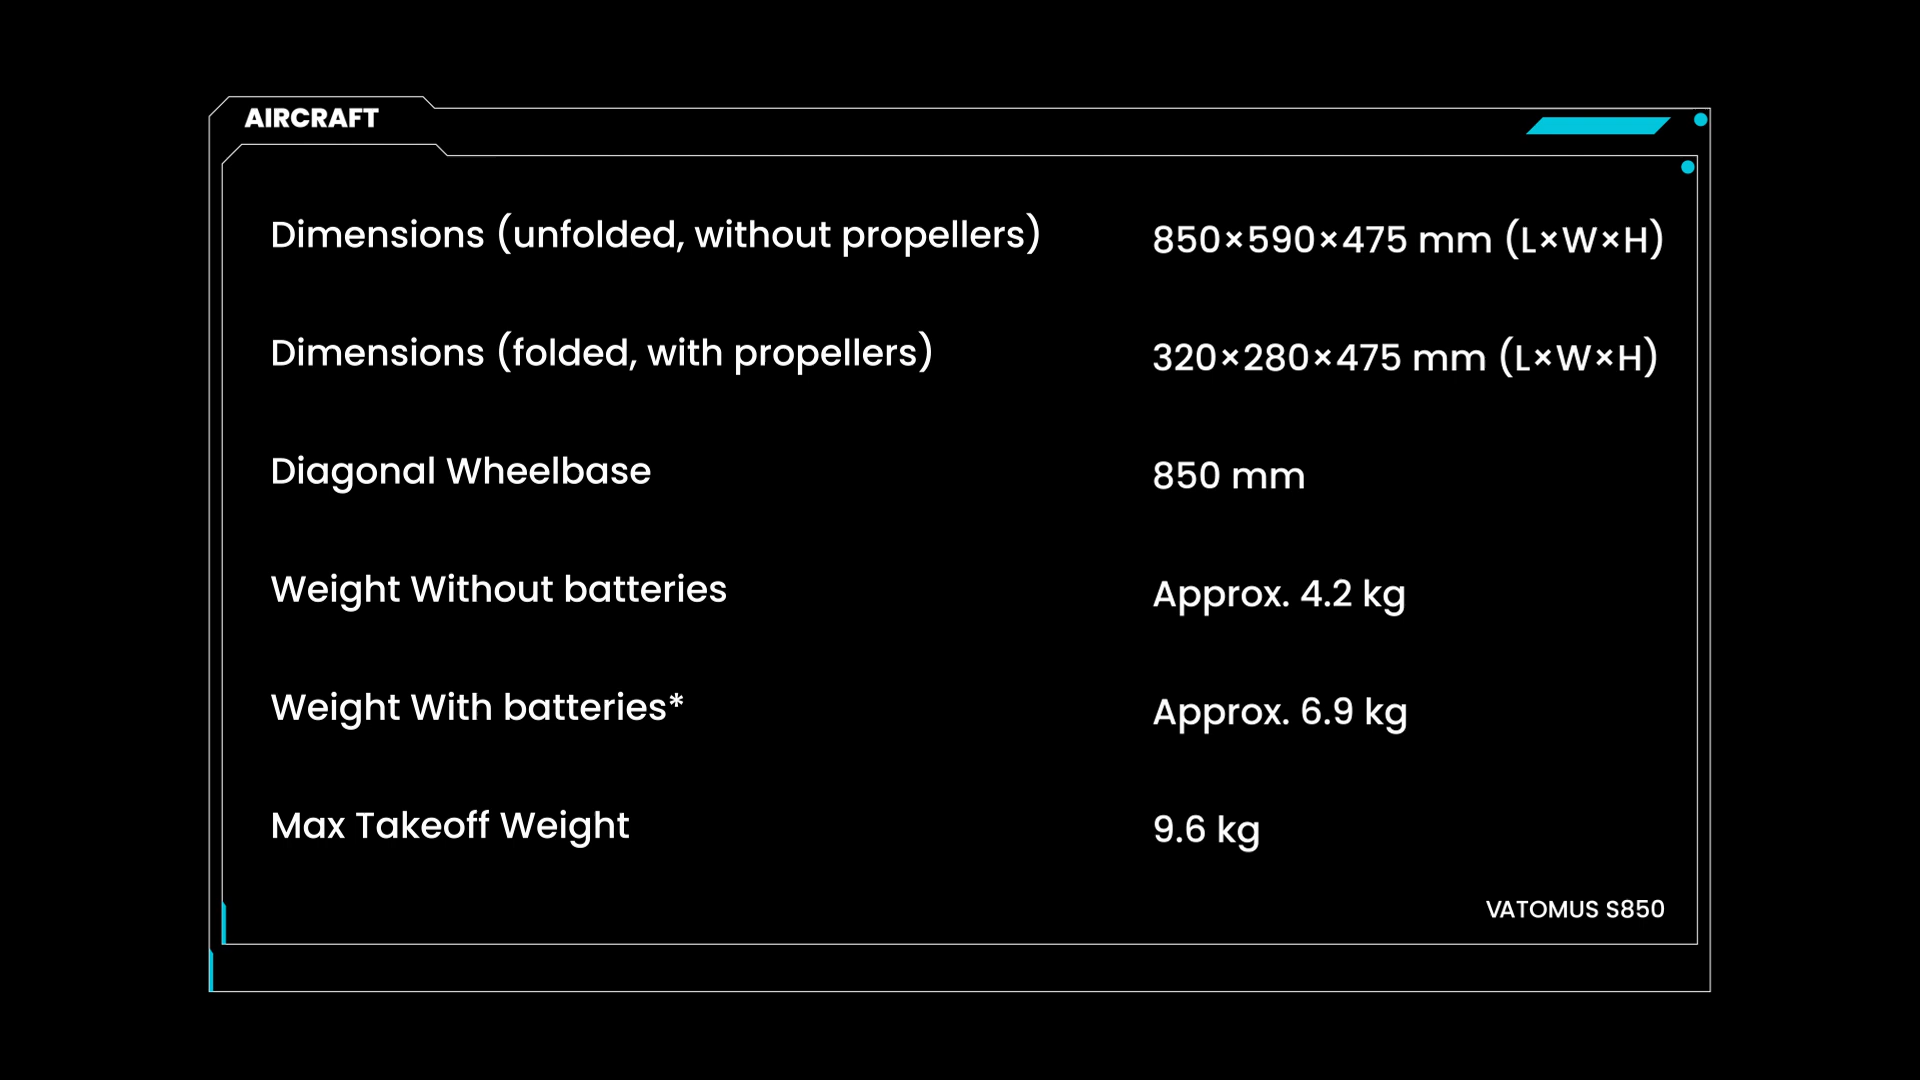 AIRCRAFT
Dimensions (unfolded, without propellers) 850×590×475 mm (L×W×H)
Dimensions (folded, with propellers) 320×280×475 mm (L×W×H)
Diagonal Wheelbase 850 mm
Weight Without batteries Approx. 4.2 kg
Weight With batteries* Approx. 6.9 kg
Max Takeoff Weight 9.6 kg
VATOMUS S850